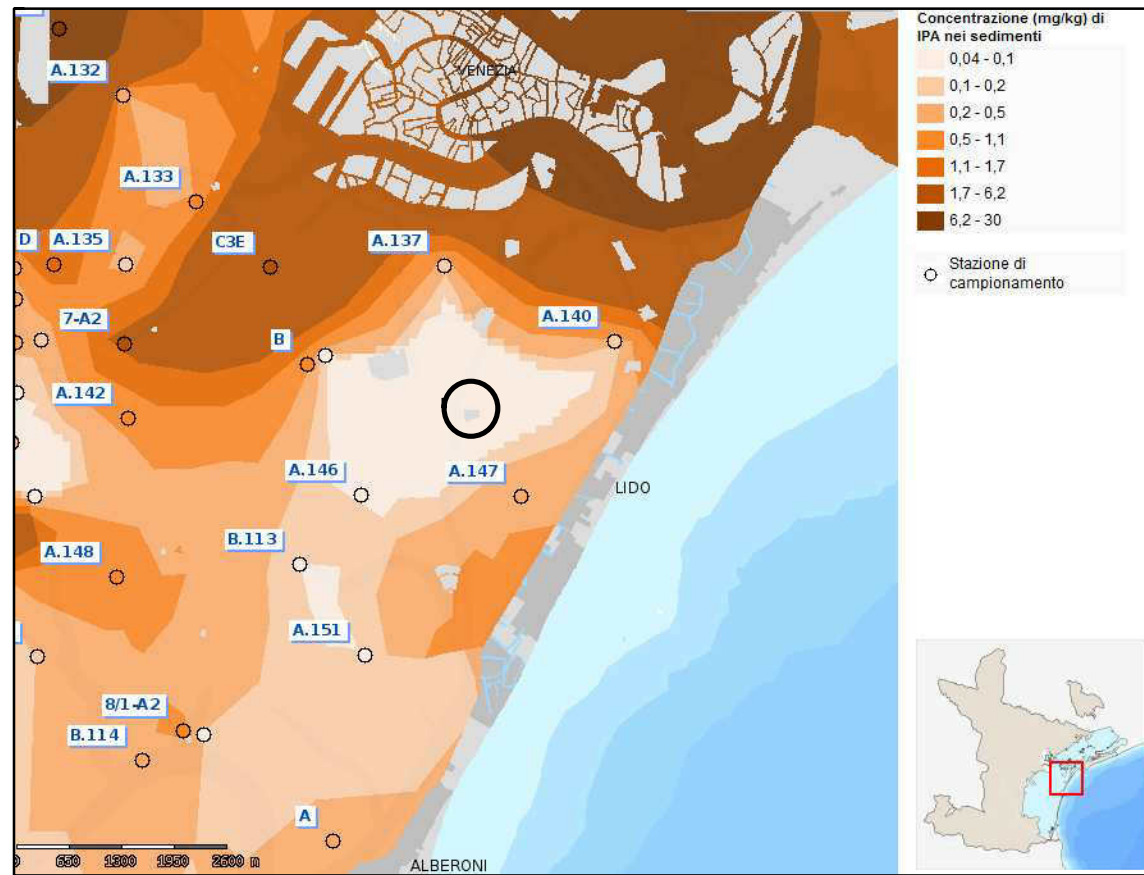 A.132
A.133
D
A.135
C3E
A.137
7-A2
B
A.140
A.142
A.146
A.147
B.113
A.148
A.151
8/1-A2
B.114
A
VENEZIA
LIDO
ALBERONI
0 650 1300 1950 2600 m
Concentrazione (mg/kg) di
IPA nei sedimenti
0,04 - 0,1
0,1 - 0,2
0,2 - 0,5
0,5 - 1,1
1,1 - 1,7
1,7 - 6,2
6,2 - 30
Stazione di
campionamento